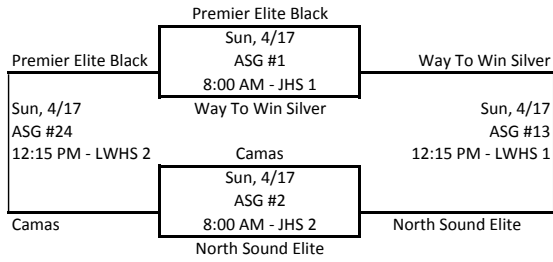 Premier Elite Black
Sun, 4/17
Premier Elite Black ASG #1 Way To Win Silver
8:00 AM - JHS 1
Sun, 4/17 Way To Win Silver Sun, 4/17
ASG #24 ASG #13
12:15 PM - LWHS 2 Camas 12:15 PM - LWHS 1
Sun, 4/17
ASG #2
Camas 8:00 AM - JHS 2 North Sound Elite
North Sound Elite